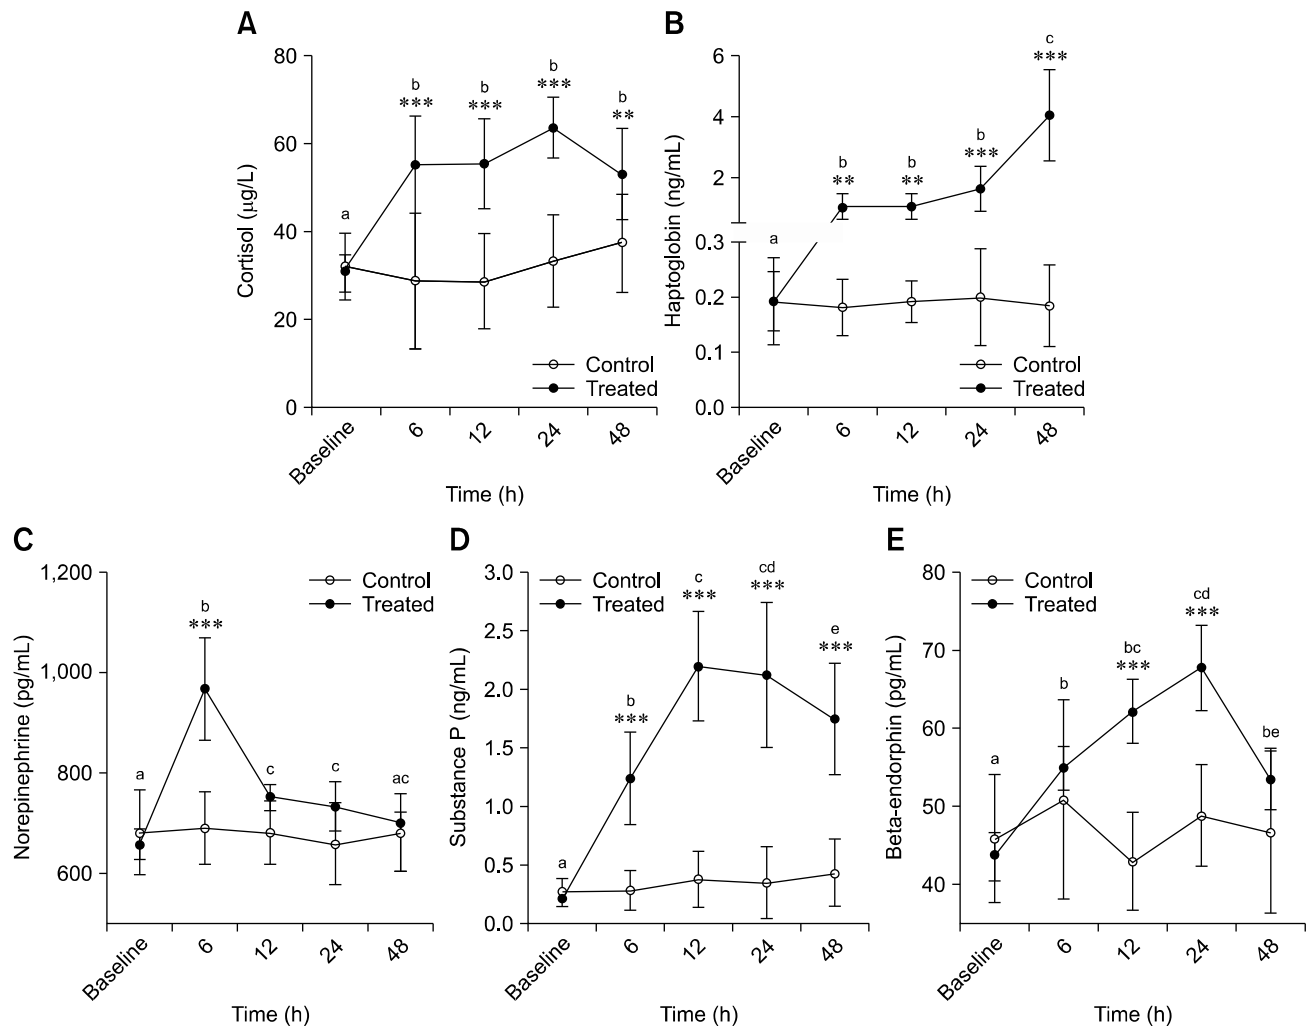 A
Cortisol (μg/L)
80
60
40
20
0
a
b
***
b
***
b
***
b
**
Control
Treated
Baseline
6
12
24
48
Time (h)
B
Haptoglobin (ng/mL)
6
4
2
0.3
0.2
0.1
0.0
a
b
**
b
**
b
***
c
***
Control
Treated
Baseline
6
12
24
48
Time (h)
C
Norepinephrine (pg/mL)
1,200
1,000
800
600
a
b
***
c
c
ac
Control
Treated
Baseline
6
12
24
48
Time (h)
D
Substance P (ng/mL)
3.0
2.5
2.0
1.5
1.0
0.5
0.0
a
b
***
c
***
cd
***
e
***
Control
Treated
Baseline
6
12
24
48
Time (h)
E
Beta-endorphin (pg/mL)
80
70
60
50
40
a
b
bc
***
cd
***
be
Control
Treated
Baseline
6
12
24
48
Time (h)